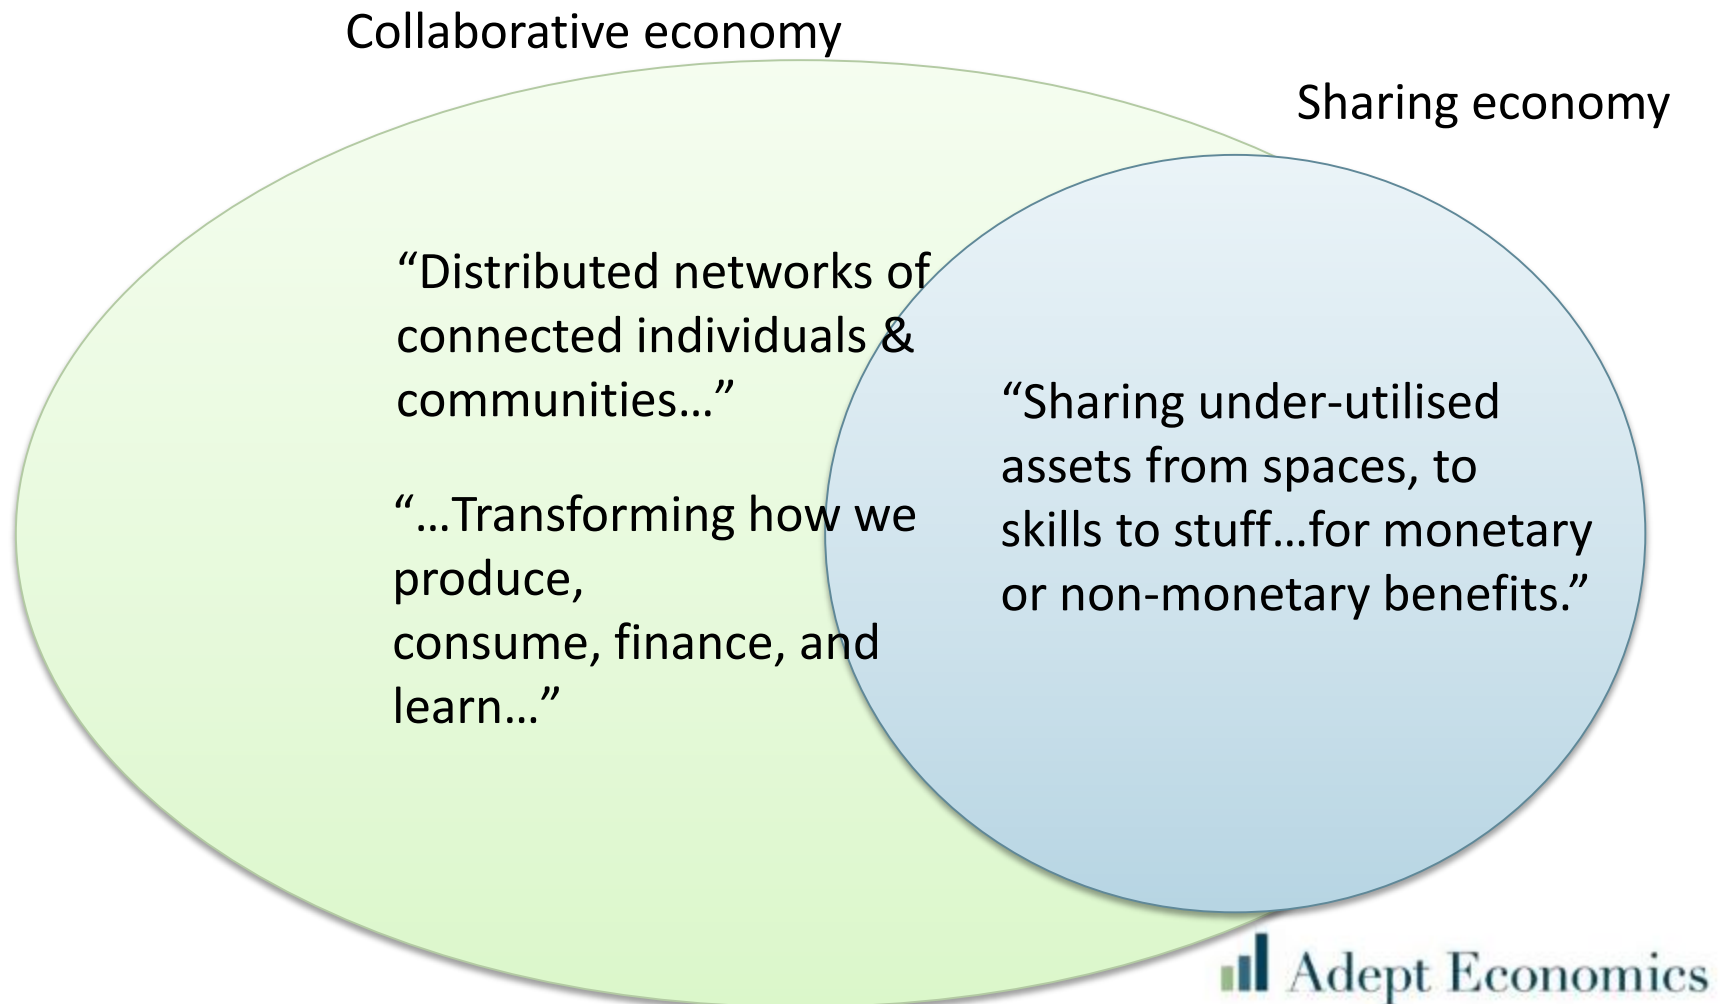 Collaborative economy
Sharing economy
“Distributed networks of
connected individuals &
communities…”
“…Transforming how we
produce,
consume, finance, and
learn…”
“Sharing under-utilised
assets from spaces, to
skills to stuff…for monetary
or non-monetary benefits.”
Adept Economics